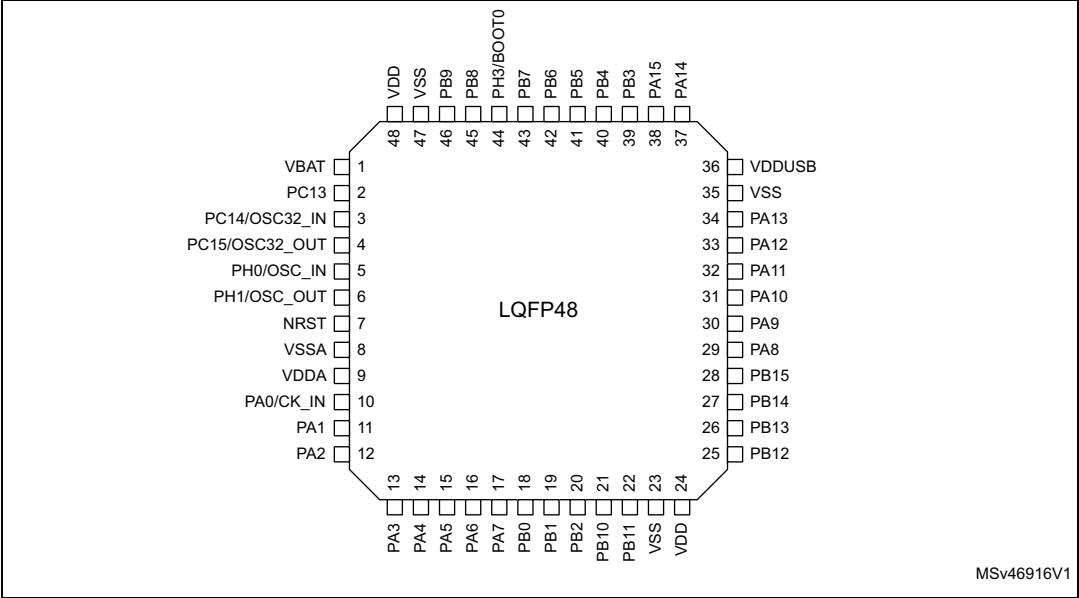 VDD
VSS
PB9
PB8
PH3/BOOT0
PB7
PB6
PB5
PB4
PB3
PA15
PA14
48
47
46
45
44
43
42
41
40
39
38
37
VBAT 1
PC13 2
PC14/OSC32_IN 3
PC15/OSC32_OUT 4
PH0/OSC_IN 5
PH1/OSC_OUT 6
NRST 7
VSSA 8
VDDA 9
PA0/CK_IN 10
PA1 11
PA2 12
LQFP48
36 VDDUSB
35 VSS
34 PA13
33 PA12
32 PA11
31 PA10
30 PA9
29 PA8
28 PB15
27 PB14
26 PB13
25 PB12
13
14
15
16
17
18
19
20
21
22
23
24
PA3
PA4
PA5
PA6
PA7
PB0
PB1
PB2
PB10
PB11
VSS
VDD
MSv46916V1